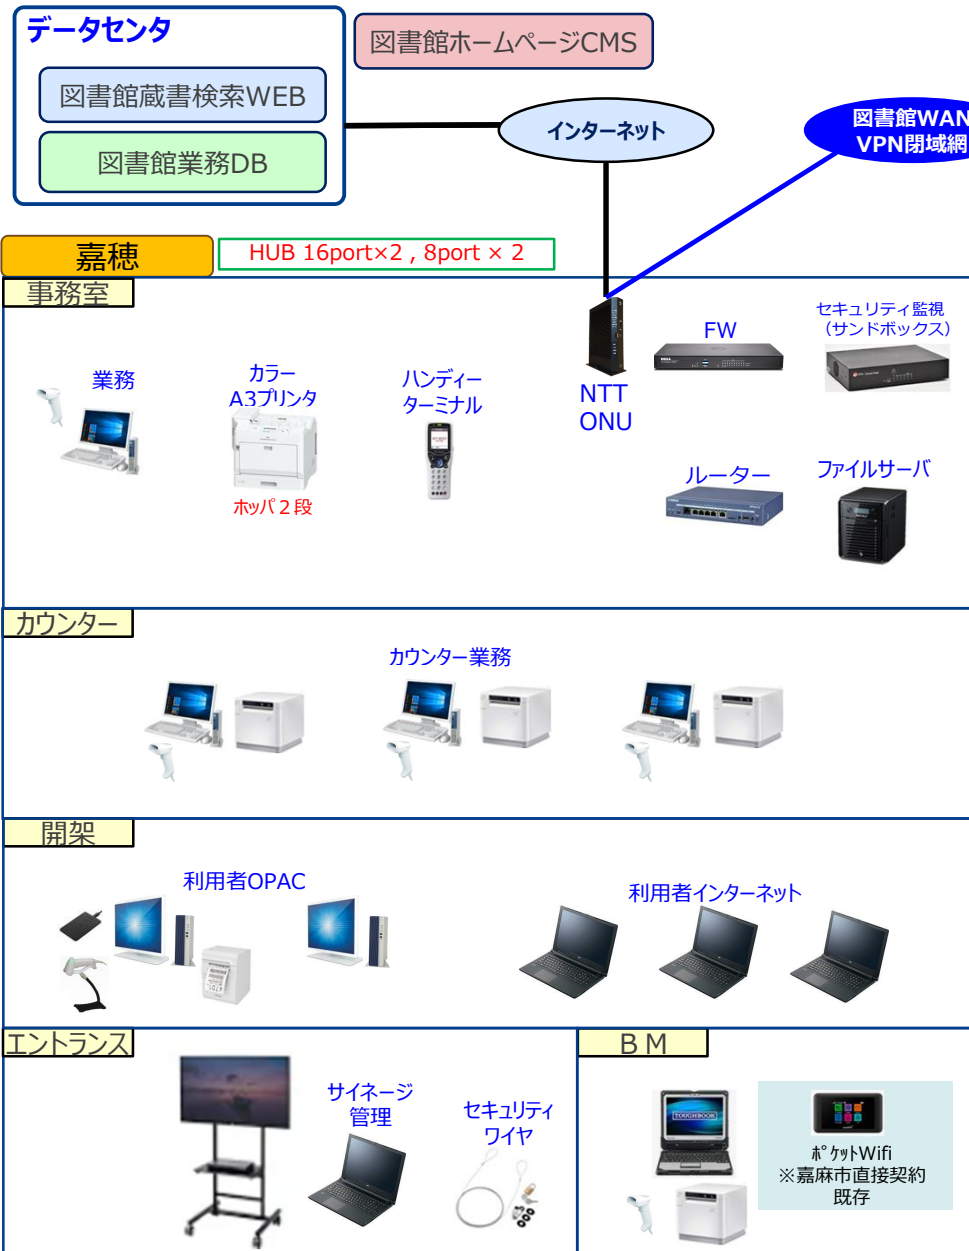 データセンタ
図書館ホームページCMS
図書館蔵書検索WEB
図書館業務DB
インターネット
図書館WAN
VPN閉域網
嘉穂
HUB 16port×2 , 8port × 2
事務室
業務
カラー
A3プリンタ
ホッパ２段
ハンディー
ターミナル
NTT
ONU
FW
セキュリティ監視
（サンドボックス）
ルーター
ファイルサーバ
カウンター
カウンター業務
開架
利用者OPAC
利用者インターネット
エントランス
サイネージ
管理
セキュリティ
ワイヤ
ＢＭ
TOUGHBOOK
ﾎﾟｹｯﾄWifi
※嘉麻市直接契約
既存